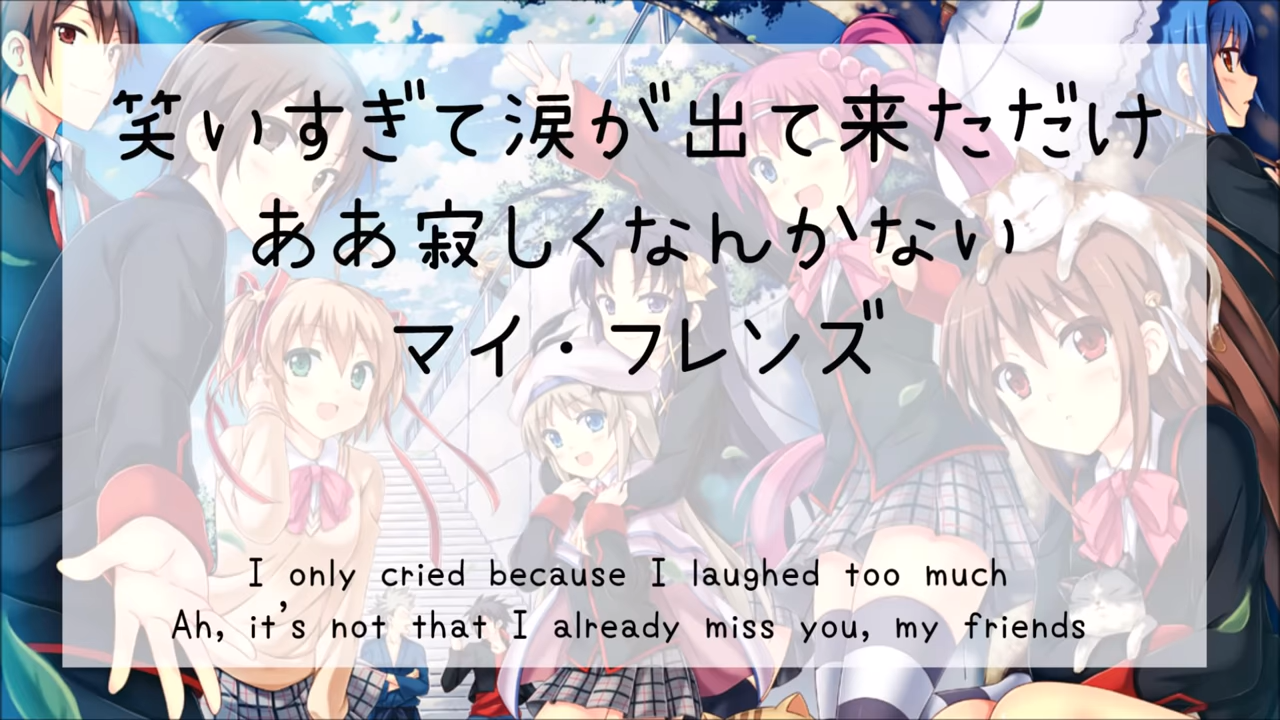 笑いすぎて涙が出て来ただけ
ああ寂しくなんかない
マイ・フレンズ
I only cried because I laughed too much
Ah, it's not that I already miss you, my friends